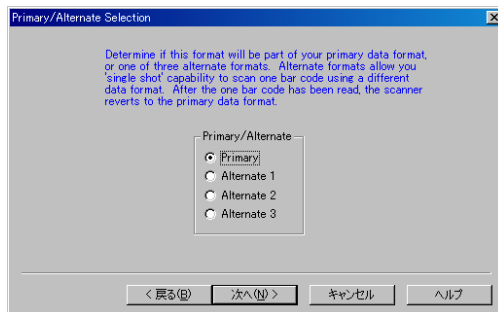 Primary/Alternate Selection
Determine if this format will be part of your primary data format,
or one of three alternate formats. Alternate formats allow you
'single shot' capability to scan one bar code using a different
data format. After the one bar code has been read, the scanner
reverts to the primary data format.
Primary/Alternate
Primary
Alternate 1
Alternate 2
Alternate 3
< 戻る(B)
次へ(N) >
キャンセル
ヘルプ